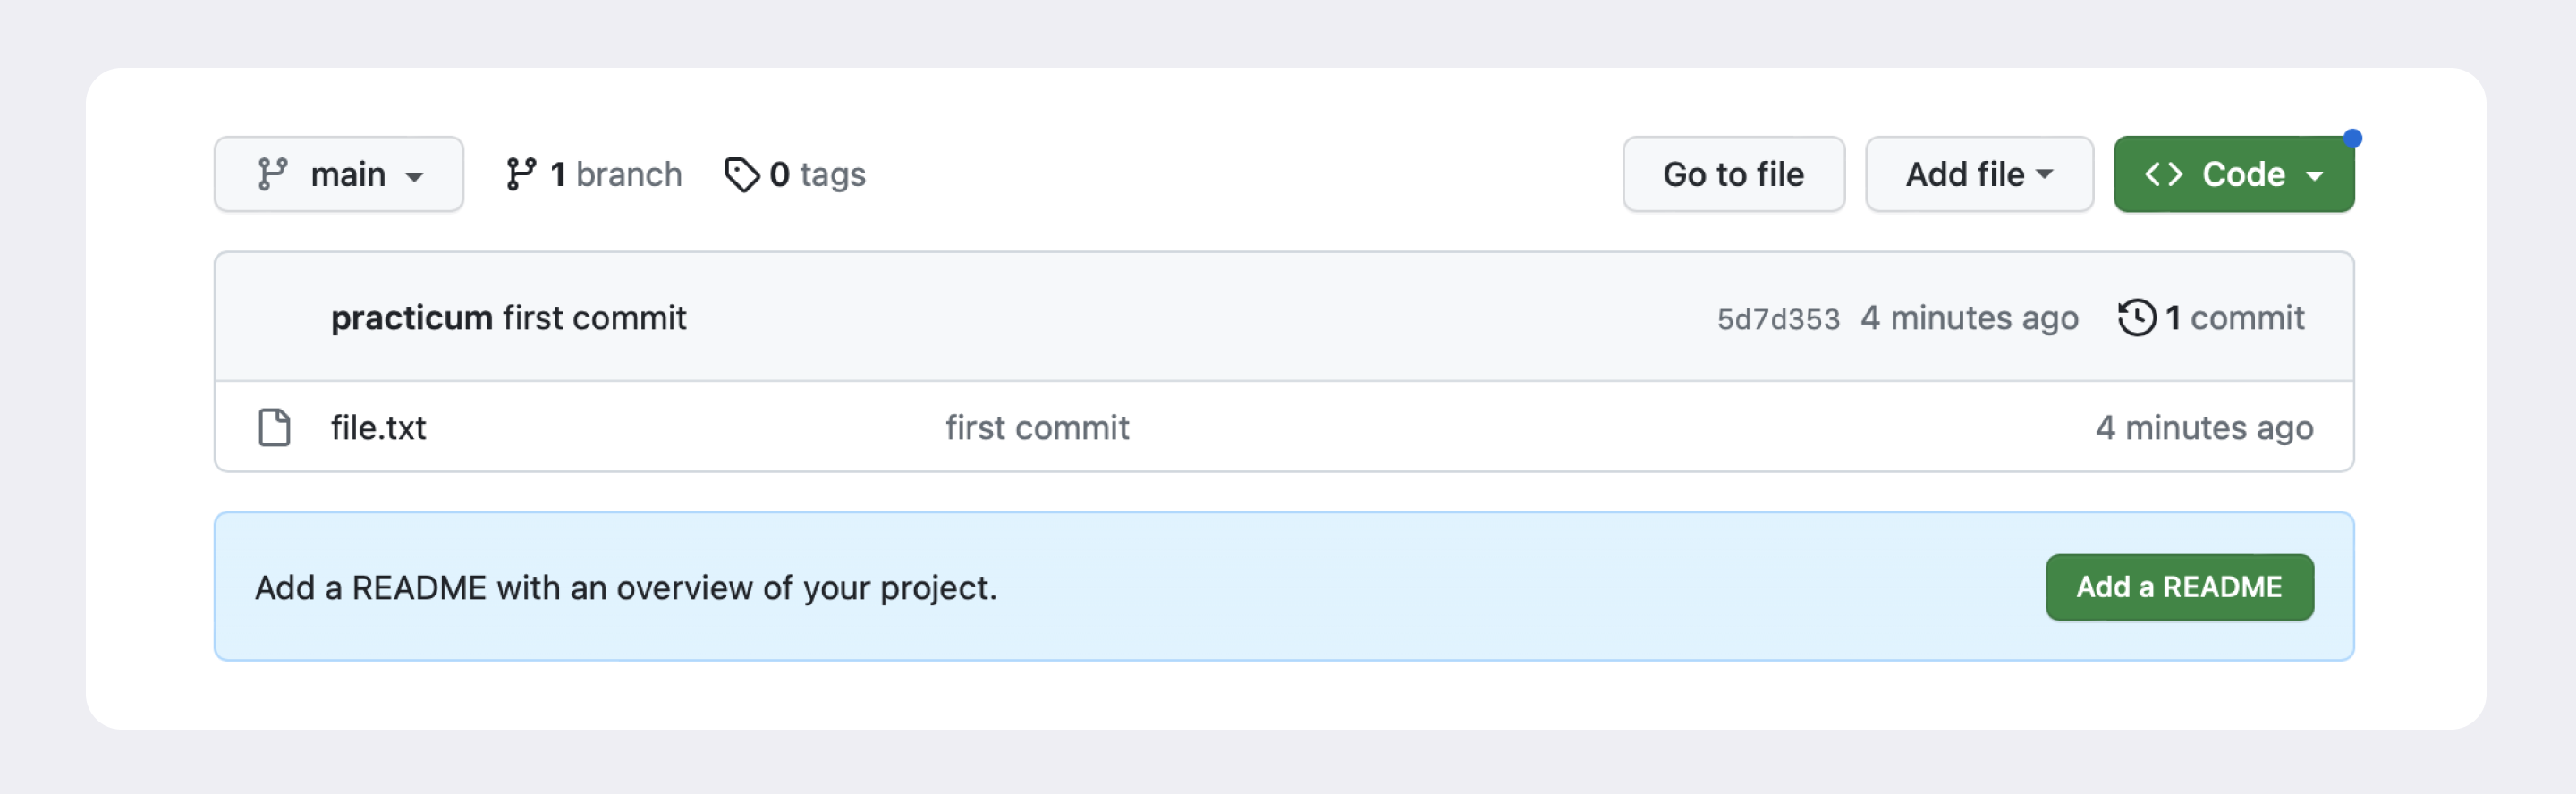 main 1 branch 0 tags Go to file Add file <> Code
practicum first commit 5d7d353 4 minutes ago 1 commit
file.txt first commit 4 minutes ago
Add a README with an overview of your project. Add a README